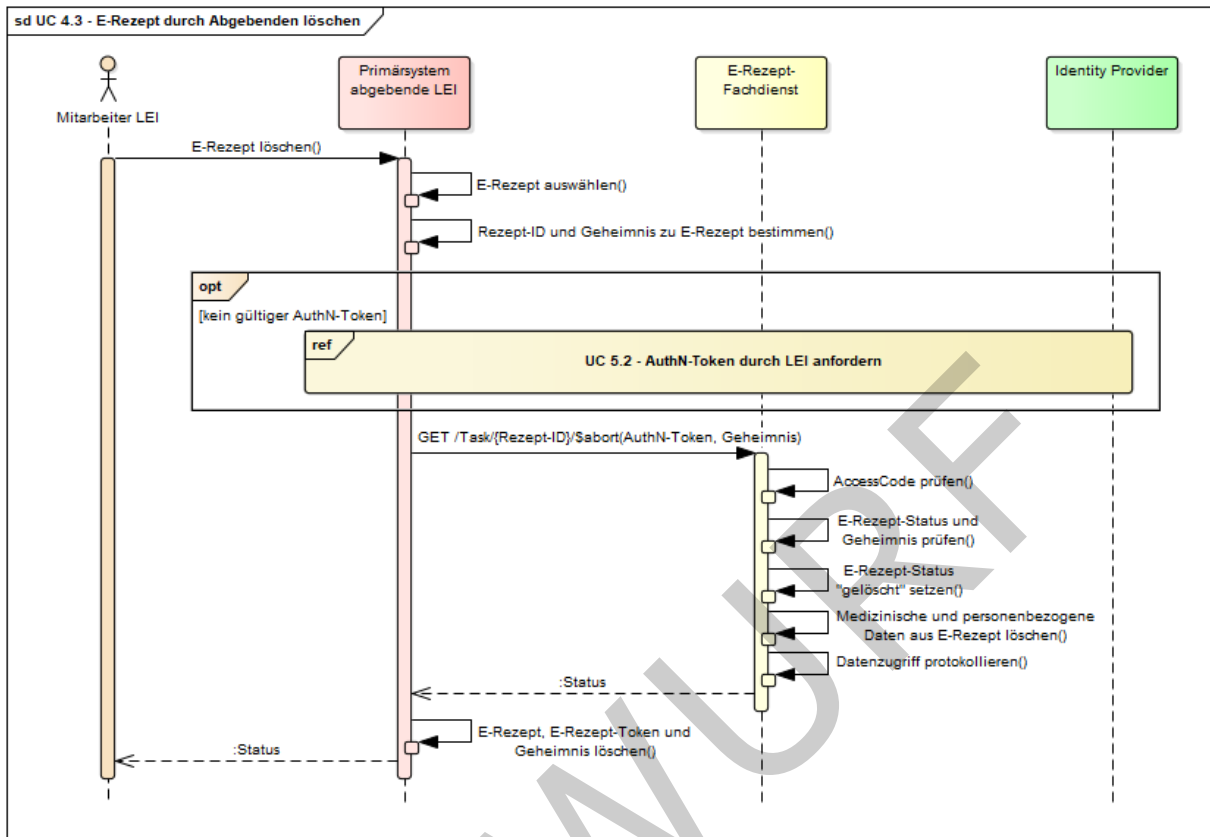 sd UC 4.3 - E-Rezept durch Abgebenden löschen
Mitarbeiter LEI
Primärsystem
abgebende LEI
E-Rezept-
Fachdienst
Identity Provider
E-Rezept löschen()
E-Rezept auswählen()
Rezept-ID und Geheimnis zu E-Rezept bestimmen()
opt
[kein gültiger AuthN-Token]
ref
UC 5.2 - AuthN-Token durch LEI anfordern
GET /Task/{Rezept-ID}/$abort(AuthN-Token, Geheimnis)
AccessCode prüfen()
E-Rezept-Status und
Geheimnis prüfen()
E-Rezept-Status
"gelöscht" setzen()
Medizinische und personenbezogene
Daten aus E-Rezept löschen()
Datenzugriff protokollieren()
:Status
E-Rezept, E-Rezept-Token und
Geheimnis löschen()
:Status
WURF